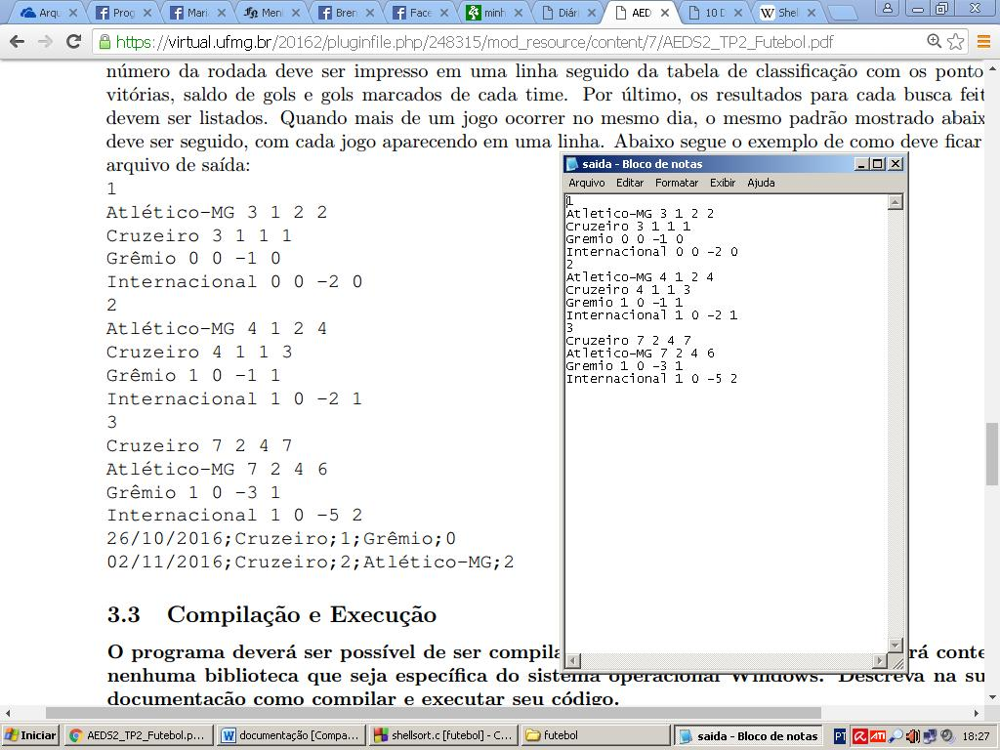 Arqu
Prog
Mari
Meni
Bren
Face
minh
Diári
AED
10 D
Shel
https://virtual.ufmg.br/20162/pluginfile.php/248315/mod_resource/content/7/AEDS2_TP2_Futebol.pdf
número da rodada deve ser impresso em uma linha seguido da tabela de classificação com os ponto
vitórias, saldo de gols e gols marcados de cada time. Por último, os resultados para cada busca feit
devem ser listados. Quando mais de um jogo ocorrer no mesmo dia, o mesmo padrão mostrado abaix
deve ser seguido, com cada jogo aparecendo em uma linha. Abaixo segue o exemplo de como deve ficar
arquivo de saída:
1
Atlético-MG 3 1 2 2
Cruzeiro 3 1 1 1
Grêmio 0 0 -1 0
Internacional 0 0 -2 0
2
Atlético-MG 4 1 2 4
Cruzeiro 4 1 1 3
Grêmio 1 0 -1 1
Internacional 1 0 -2 1
3
Cruzeiro 7 2 4 7
Atlético-MG 7 2 4 6
Grêmio 1 0 -3 1
Internacional 1 0 -5 2
26/10/2016;Cruzeiro;1;Grêmio;0
02/11/2016;Cruzeiro;2;Atlético-MG;2
3.3 Compilação e Execução
O programa deverá ser possível de ser compila
rá conte
nenhuma biblioteca que seja específica do sistema operacional Windows. Descreva na su
documentação como compilar e executar seu código.
saida - Bloco de notas
Arquivo Editar Formatar Exibir Ajuda
1
Atletico-MG 3 1 2 2
Cruzeiro 3 1 1 1
Gremio 0 0 -1 0
Internacional 0 0 -2 0
2
Atletico-MG 4 1 2 4
Cruzeiro 4 1 1 3
Gremio 1 0 -1 1
Internacional 1 0 -2 1
3
Cruzeiro 7 2 4 7
Atletico-MG 7 2 4 6
Gremio 1 0 -3 1
Internacional 1 0 -5 2
Iniciar
AEDS2_TP2_Futebol.p...
documentação [Compa...
shellsort.c [futebol] - C...
futebol
saida - Bloco de notas
PT
ATI
18:27